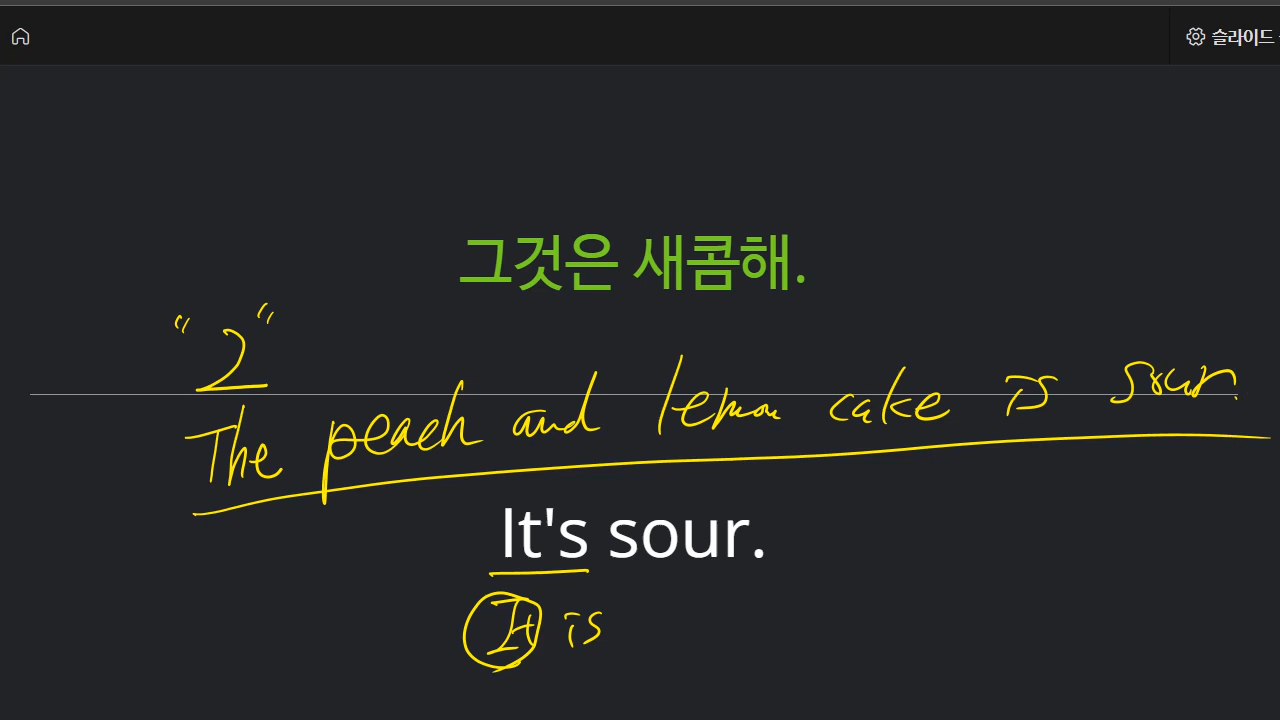 슬라이드
그것은 새콤해.
"2"
The peach and lemon cake is sour.
It's sour.
It is